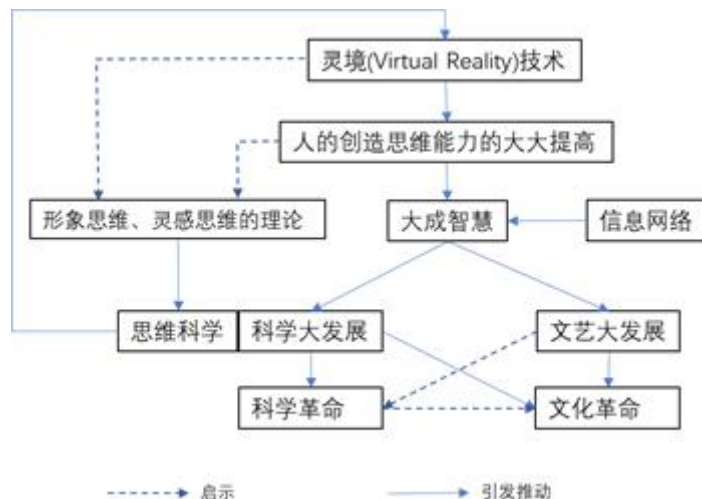 灵境(Virtual Reality)技术
人的创造思维能力的大大提高
形象思维、灵感思维的理论
大成智慧
信息网络
思维科学
科学大发展
文艺大发展
科学革命
文化革命
启示
引发推动